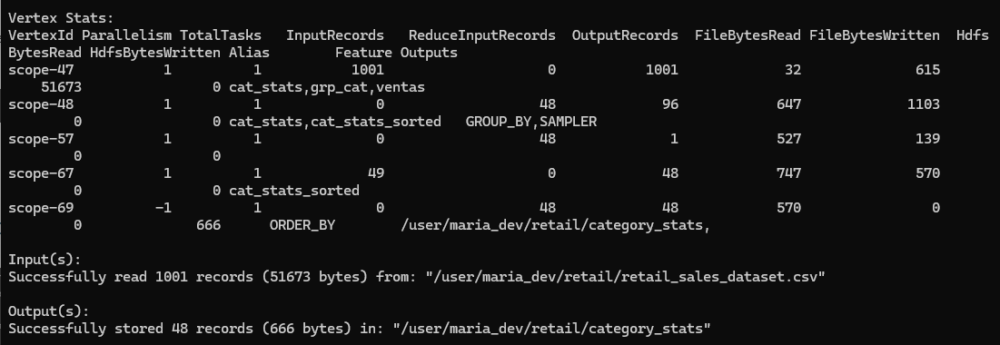 Vertex Stats:
VertexId Parallelism TotalTasks   InputRecords   ReduceInputRecords  OutputRecords  FileBytesRead FileBytesWritten  Hdfs
BytesRead HdfsBytesWritten Alias        Feature Outputs
scope-47           1          1           1001                    0           1001             32              615
    51673                0 cat_stats,grp_cat,ventas
scope-48           1          1              0                   48             96            647             1103
        0                0 cat_stats,cat_stats_sorted   GROUP_BY,SAMPLER
scope-57           1          1              0                   48              1            527              139
        0                0
scope-67           1          1             49                    0             48            747              570
        0                0 cat_stats_sorted
scope-69          -1          1              0                   48             48            570                0
        0              666      ORDER_BY        /user/maria_dev/retail/category_stats,
Input(s):
Successfully read 1001 records (51673 bytes) from: "/user/maria_dev/retail/retail_sales_dataset.csv"
Output(s):
Successfully stored 48 records (666 bytes) in: "/user/maria_dev/retail/category_stats"